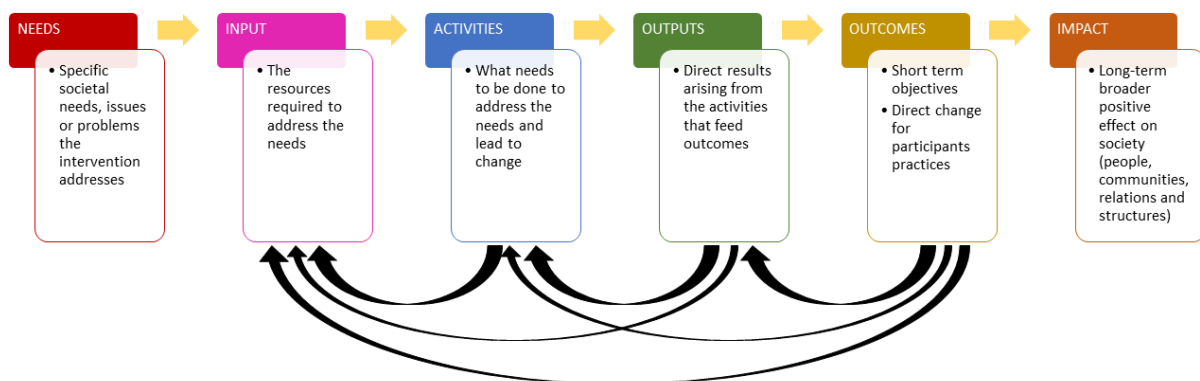 NEEDS
• Specific
societal
needs, issues
or problems
the
intervention
addresses
INPUT
• The
resources
required to
address the
needs
ACTIVITIES
• What needs
to be done to
address the
needs and
lead to
change
OUTPUTS
• Direct results
arising from
the activities
that feed
outcomes
OUTCOMES
• Short term
objectives
• Direct change
for
participants
practices
IMPACT
• Long-term
broader
positive
effect on
society
(people,
communities,
relations and
structures)